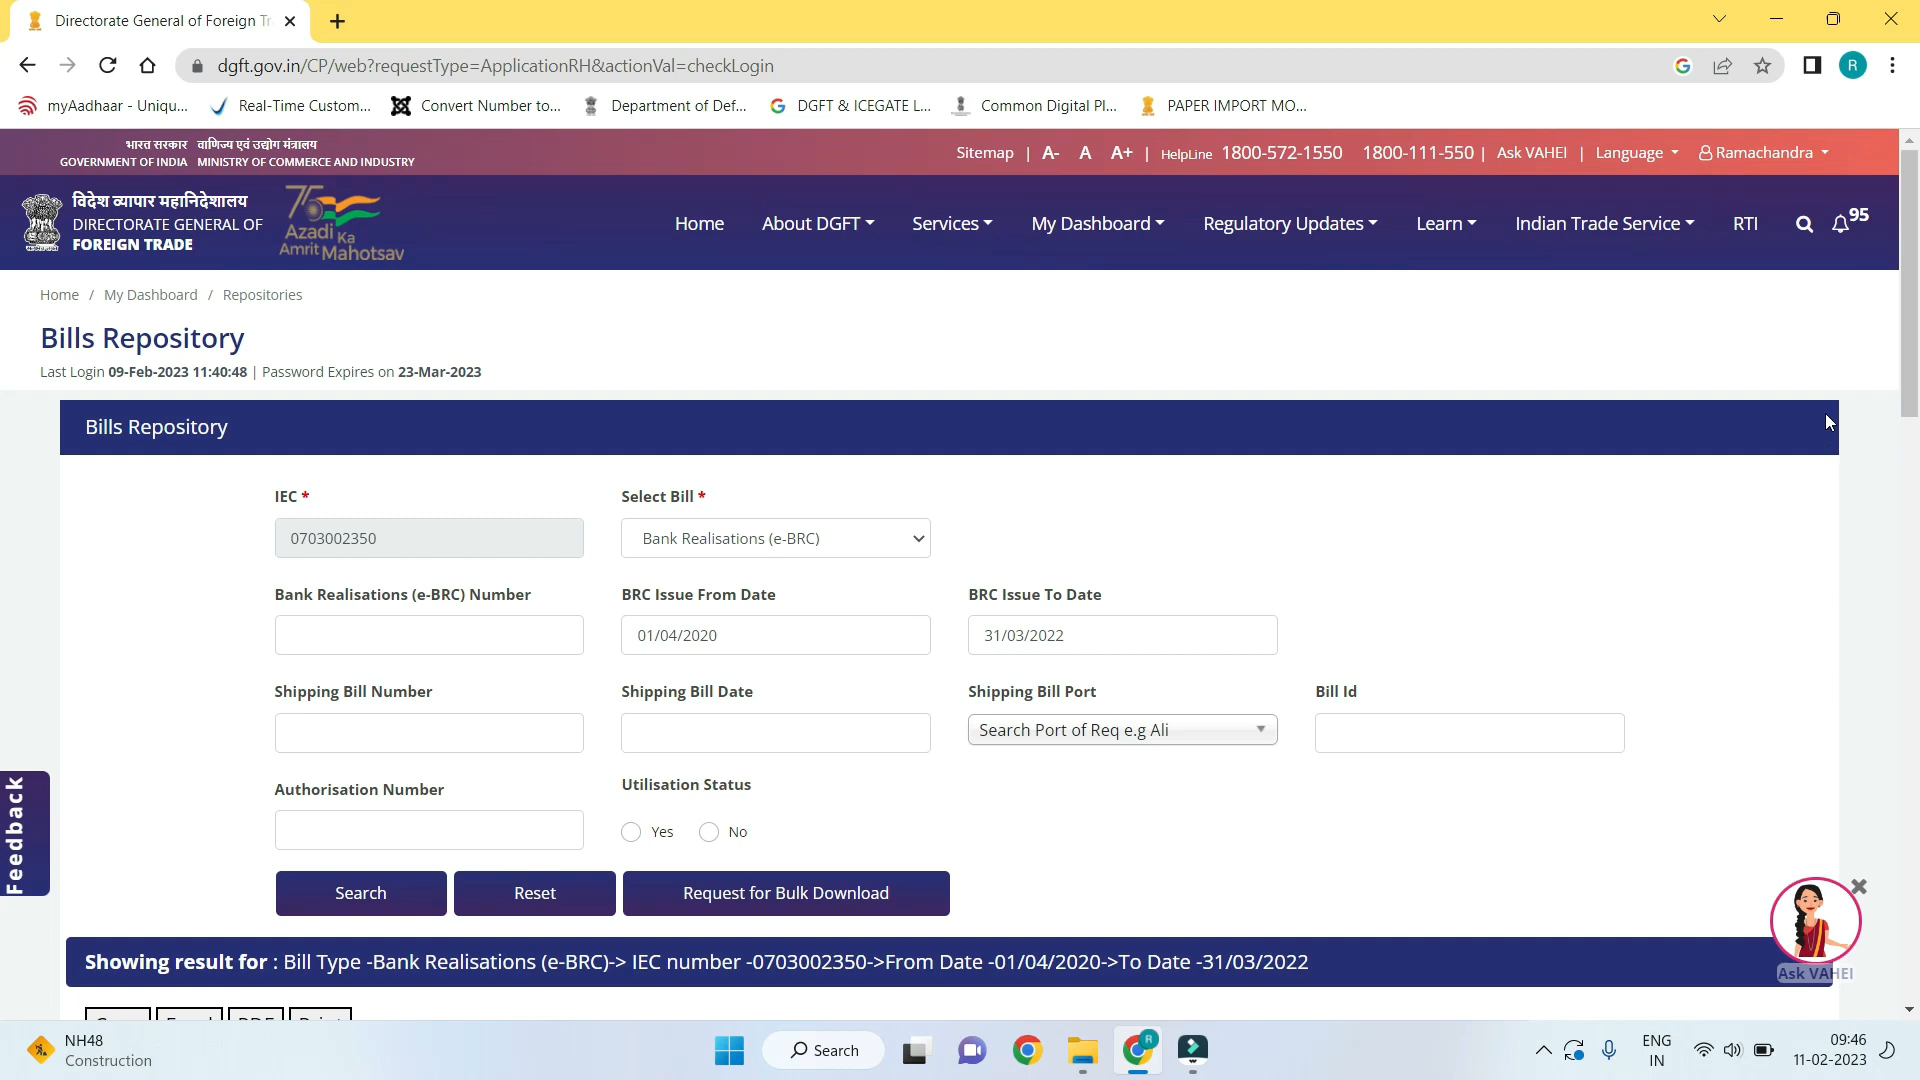 Directorate General of Foreign Tr
dgft.gov.in/CP/web?requestType=ApplicationRH&actionVal=checkLogin
R
myAadhaar - Uniqu...
Real-Time Custom...
Convert Number to...
Department of Def...
DGFT & ICEGATE L...
Common Digital Pl...
PAPER IMPORT MO...
भारत सरकार वाणिज्य एवं उद्योग मंत्रालय
GOVERNMENT OF INDIA MINISTRY OF COMMERCE AND INDUSTRY
Sitemap | A- A A+ | HelpLine 1800-572-1550 1800-111-550 | Ask VAHEI | Language Ramachandra
विदेश व्यापार महानिदेशालय
DIRECTORATE GENERAL OF
FOREIGN TRADE
75
Azadi Ka
Amrit Mahotsav
Home About DGFT Services My Dashboard Regulatory Updates Learn Indian Trade Service RTI 95
Home / My Dashboard / Repositories
Bills Repository
Last Login 09-Feb-2023 11:40:48 | Password Expires on 23-Mar-2023
Bills Repository
IEC * Select Bill *
0703002350 Bank Realisations (e-BRC)
Bank Realisations (e-BRC) Number BRC Issue From Date BRC Issue To Date
01/04/2020 31/03/2022
Shipping Bill Number Shipping Bill Date Shipping Bill Port Bill Id
Search Port of Req e.g Ali
Authorisation Number Utilisation Status
Yes No
Feedback
Search Reset Request for Bulk Download
Showing result for : Bill Type -Bank Realisations (e-BRC)-> IEC number -0703002350->From Date -01/04/2020->To Date -31/03/2022
Ask VAHEI
NH48
Construction
Search
R
ENG
IN
09:46
11-02-2023